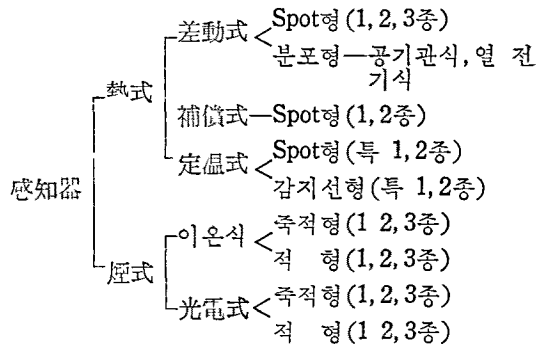 差動式 Spot형 (1, 2, 3종)
분포형—공기관식, 열 전
기식
熱式
補償式—Spot형 (1, 2종)
定溫式 Spot형 (특 1, 2종)
감지선형 (특 1, 2종)
感知器
이온식 축적형 (1 2, 3종)
적 형 (1, 2, 3종)
煙式
光電式 축적형 (1, 2, 3종)
적 형 (1 2, 3종)